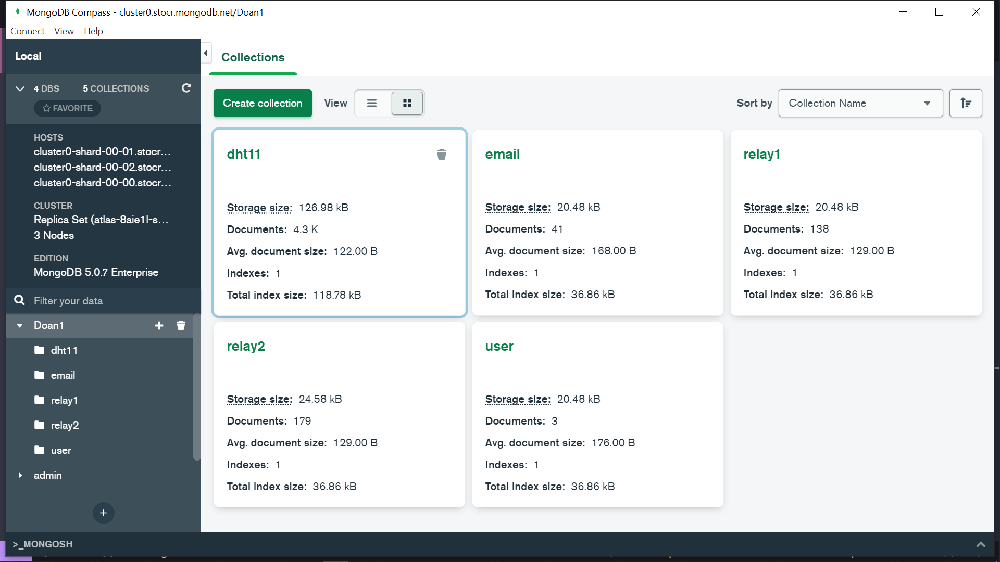 MongoDB Compass - cluster0.stocr.mongodb.net/Doan1
Connect View Help
Local
4 DBS 5 COLLECTIONS
FAVORITE
HOSTS
cluster0-shard-00-01.stocr...
cluster0-shard-00-02.stocr...
cluster0-shard-00-00.stocr...
CLUSTER
Replica Set (atlas-8aie1l-s...
3 Nodes
EDITION
MongoDB 5.0.7 Enterprise
Filter your data
Doan1
dht11
email
relay1
relay2
user
admin
Collections
Create collection View Sort by Collection Name
dht11
Storage size: 126.98 kB
Documents: 4.3 K
Avg. document size: 122.00 B
Indexes: 1
Total index size: 118.78 kB
email
Storage size: 20.48 kB
Documents: 41
Avg. document size: 168.00 B
Indexes: 1
Total index size: 36.86 kB
relay1
Storage size: 20.48 kB
Documents: 138
Avg. document size: 129.00 B
Indexes: 1
Total index size: 36.86 kB
relay2
Storage size: 24.58 kB
Documents: 179
Avg. document size: 129.00 B
Indexes: 1
Total index size: 36.86 kB
user
Storage size: 20.48 kB
Documents: 3
Avg. document size: 176.00 B
Indexes: 1
Total index size: 36.86 kB
>_MONGOSH